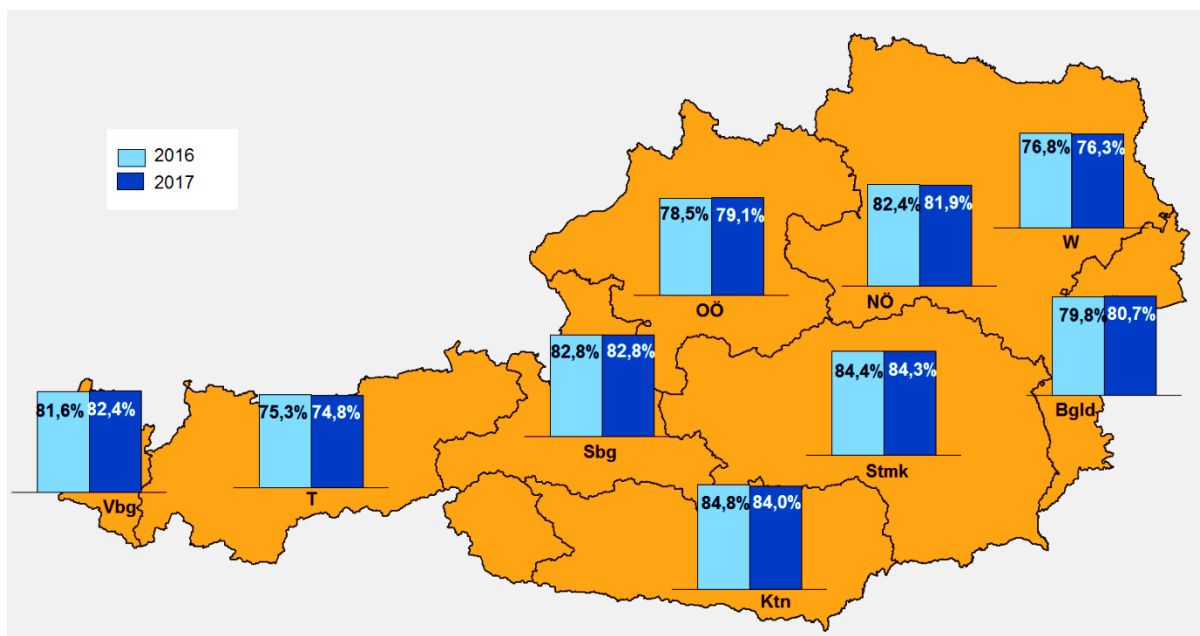 2016
2017
76,8% 76,3%
W
82,4% 81,9%
NÖ
78,5% 79,1%
OÖ
79,8% 80,7%
Bgld
82,8% 82,8%
Sbg
84,4% 84,3%
Stmk
81,6% 82,4%
Vbg
75,3% 74,8%
T
84,8% 84,0%
Ktn